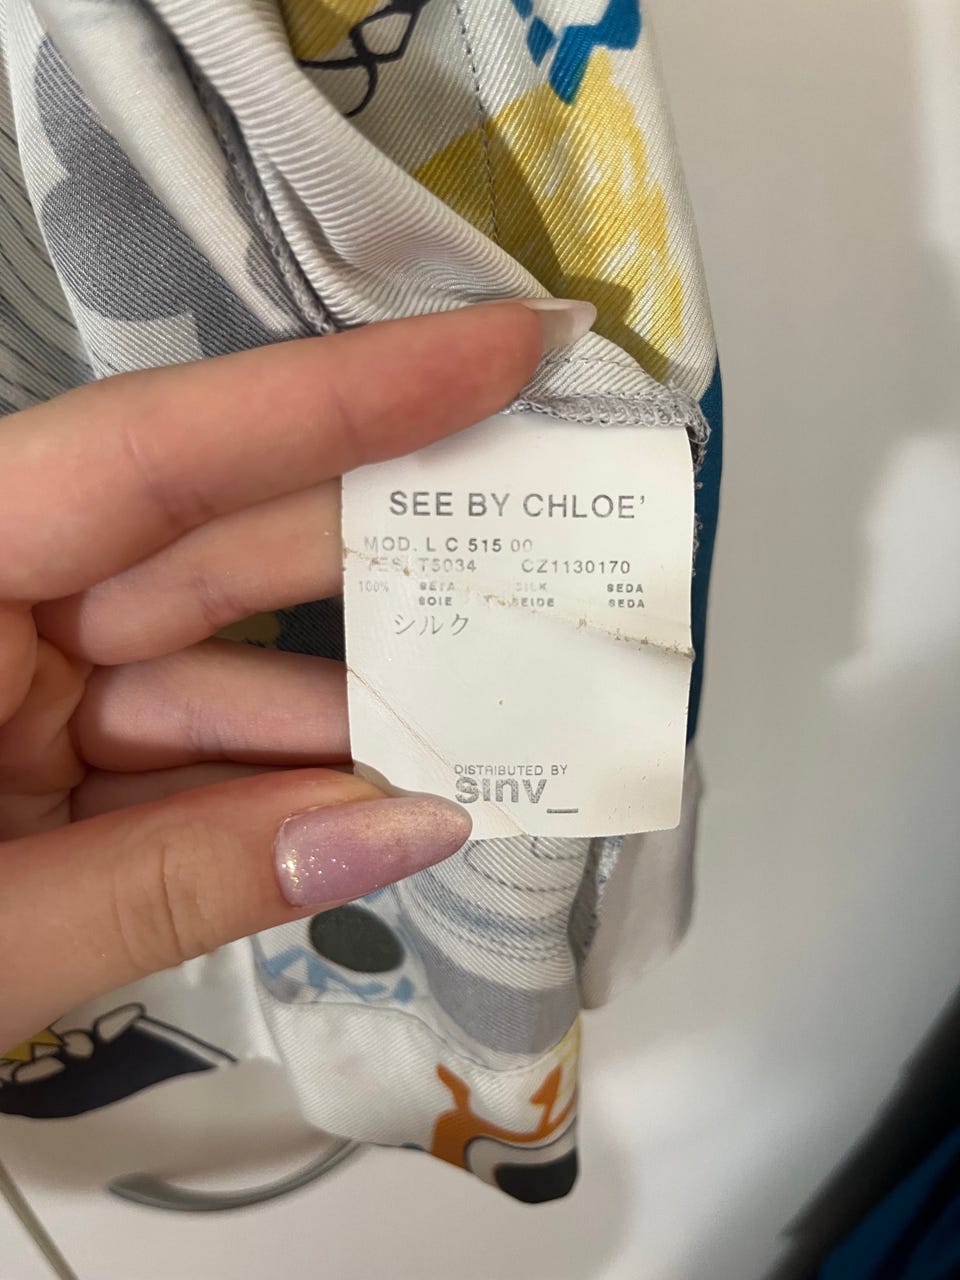 SEE BY CHLOE'
MOD. L C 515 00
TES. T5034 CZ1130170
100% SETA SILK SEDA
SOIE SEIDE SEDA
シルク
DISTRIBUTED BY
sinv_